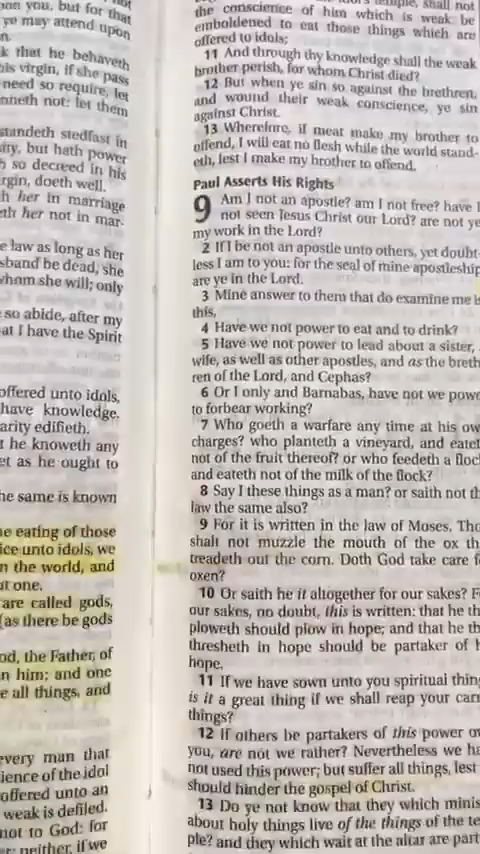 you, but for that
ye may attend upon
k that he behaveth
his virgin, if she pass
need so require, let
nneth not: let them
standeth stedfast in
ity, but hath power
h so decreed in his
rgin, doeth well.
h her in marriage
eth her not in mar-
e law as long as her
sband be dead, she
whom she will; only
so abide, after my
at I have the Spirit
offered unto idols,
have knowledge.
arity edifieth.
t he knoweth any
et as he ought to
he same is known
e eating of those
ice unto idols, we
n the world, and
ut one.
are called gods,
(as there be gods
od, the Father, of
n him; and one
e all things, and
every man that
ience of the idol
offered unto an
weak is defiled.
not to God: for
neither, if we
temple, shall not
the conscience of him which is weak be
emboldened to eat those things which are
offered to idols;
11 And through thy knowledge shall the weak
brother perish, for whom Christ died?
12 But when ye sin so against the brethren,
and wound their weak conscience, ye sin
against Christ.
13 Wherefore, if meat make my brother to
offend, I will eat no flesh while the world stand-
eth, lest I make my brother to offend.
Paul Asserts His Rights
9 Am I not an apostle? am I not free? have I
not seen Jesus Christ our Lord? are not ye
my work in the Lord?
2 If I be not an apostle unto others, yet doubt-
less I am to you: for the seal of mine apostleship
are ye in the Lord.
3 Mine answer to them that do examine me is
this,
4 Have we not power to eat and to drink?
5 Have we not power to lead about a sister,
wife, as well as other apostles, and as the breth-
ren of the Lord, and Cephas?
6 Or I only and Barnabas, have not we powe
to forbear working?
7 Who goeth a warfare any time at his ow
charges? who planteth a vineyard, and eatet
not of the fruit thereof? or who feedeth a floc
and eateth not of the milk of the flock?
8 Say I these things as a man? or saith not th
law the same also?
9 For it is written in the law of Moses, Tho
shalt not muzzle the mouth of the ox th
treadeth out the corn. Doth God take care f
oxen?
10 Or saith he it altogether for our sakes? F
our sakes, no doubt, this is written: that he th
ploweth should plow in hope; and that he th
thresheth in hope should be partaker of h
hope.
11 If we have sown unto you spiritual thin
is it a great thing if we shall reap your car
things?
12 If others be partakers of this power ov
you, are not we rather? Nevertheless we ha
not used this power; but suffer all things, lest
should hinder the gospel of Christ.
13 Do ye not know that they which minis
about holy things live of the things of the te
ple? and they which wait at the altar are part